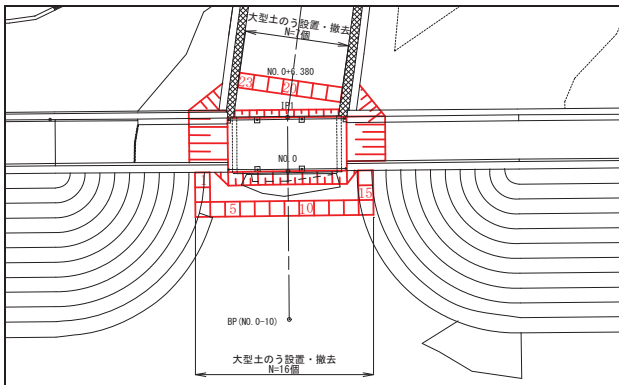 大型土のう設置・撤去
N=7個
NO.0+6.380
23
20
IP1
NO.0
1
15
5
10
BP(NO.0-10)
大型土のう設置・撤去
N=16個